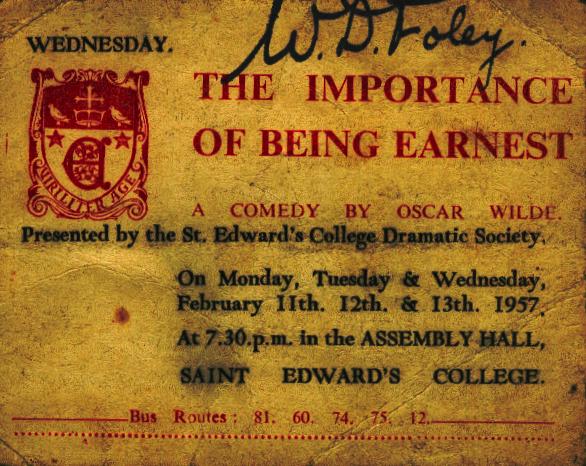 W.D.Foley.
WEDNESDAY.
THE IMPORTANCE
OF BEING EARNEST
VIRILITER AGE
A COMEDY BY OSCAR WILDE.
Presented by the St. Edward's College Dramatic Society.
On Monday, Tuesday & Wednesday,
February 11th. 12th. & 13th. 1957.
At 7.30.p.m. in the ASSEMBLY HALL,
SAINT EDWARD'S COLLEGE.
Bus Routes: 81. 60. 74. 75. 12.